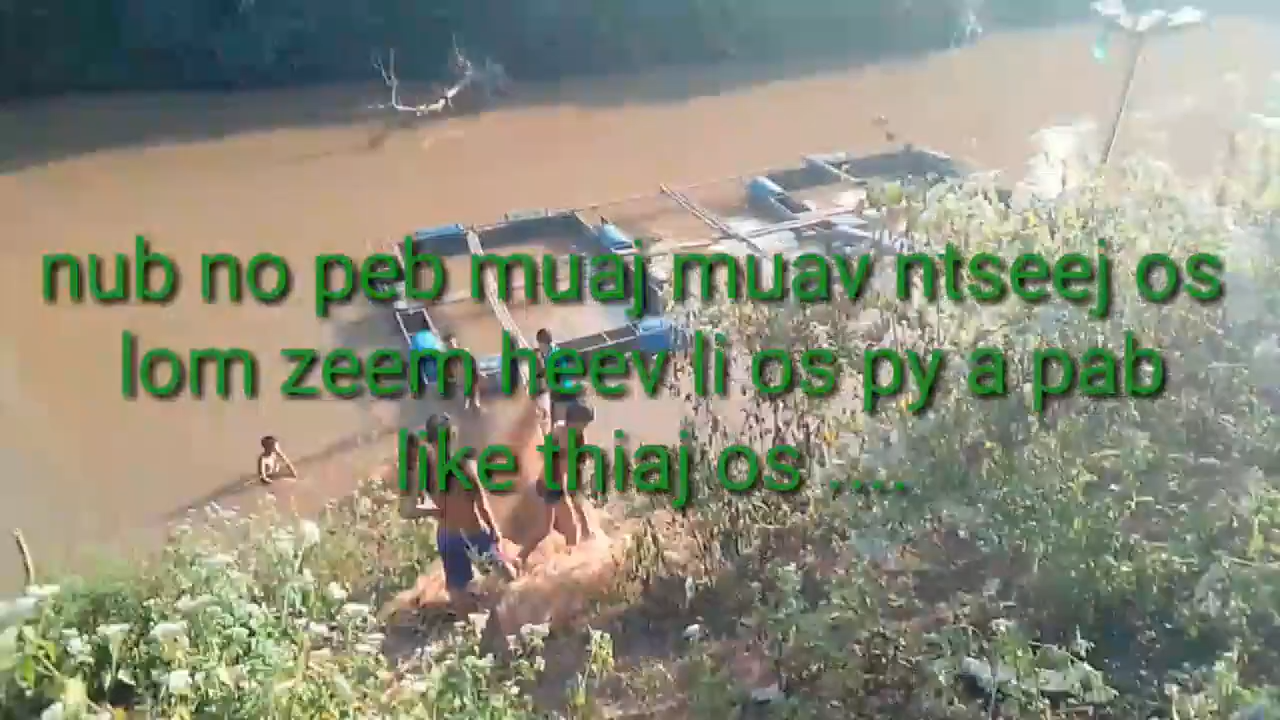 nub no peb muaj muav ntseej os
lom zeem heev li os py a pab
like thiaj os ....